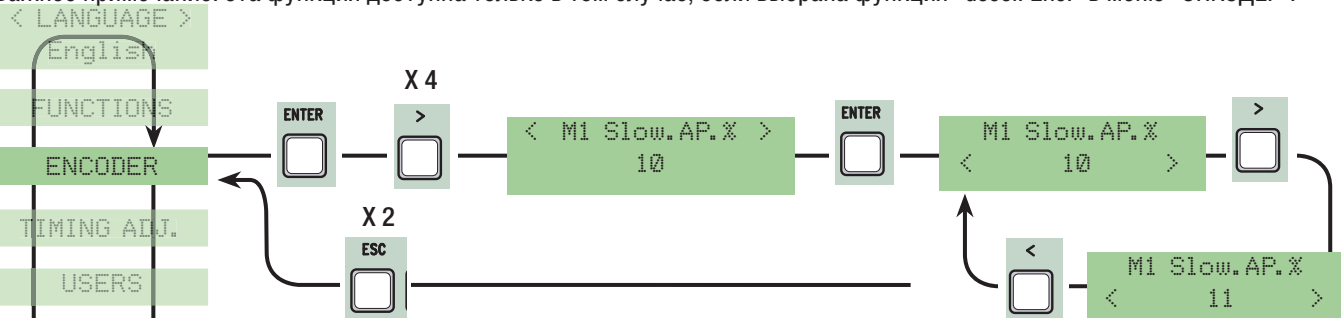 < LANGUAGE >
English
FUNCTIONS
ENCODER
TIMING ADJ.
USERS
ENTER
X 4
>
< M1 Slow.AP.% >
10
ENTER
M1 Slow.AP.%
< 10 >
>
<
M1 Slow.AP.%
< 11 >
X 2
ESC